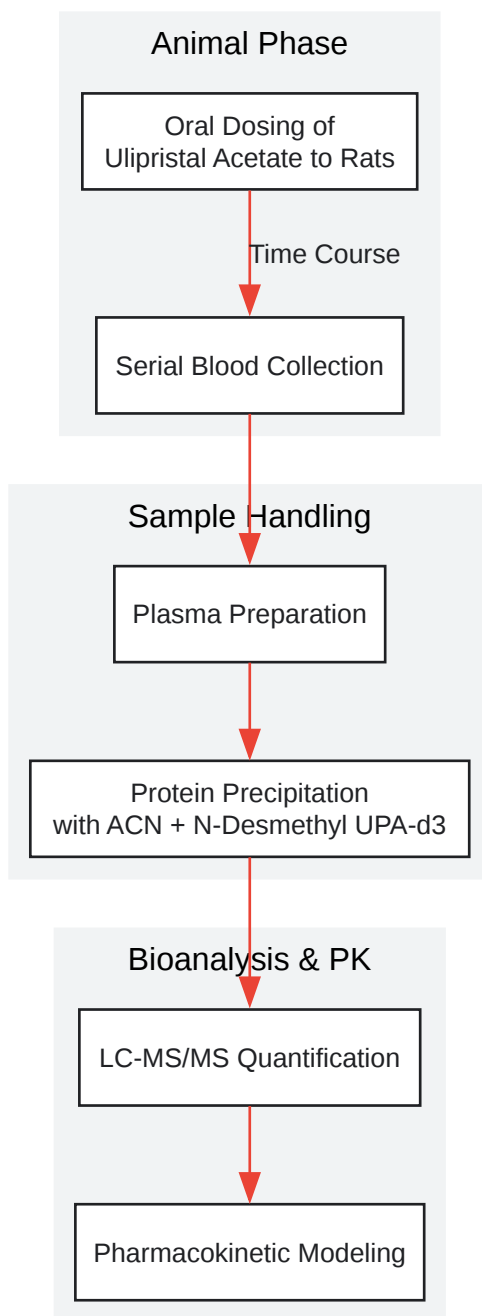 Animal Phase
Oral Dosing of
Ulipristal Acetate to Rats
Time Course
Serial Blood Collection
Sample Handling
Plasma Preparation
Protein Precipitation
with ACN + N-Desmethyl UPA-d3
Bioanalysis & PK
LC-MS/MS Quantification
Pharmacokinetic Modeling